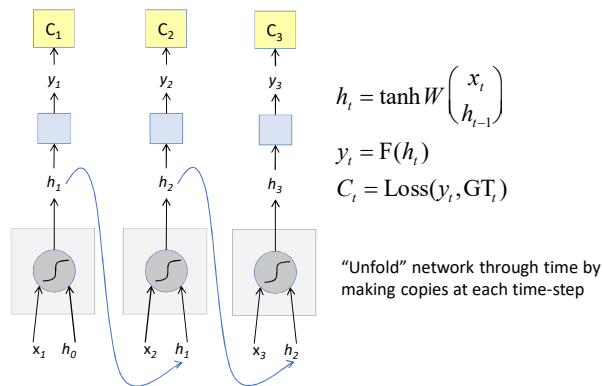 C₁ C₂ C₃
y₁ y₂ y₃
h₁ h₂ h₃
x₁ h₀ x₂ h₁ x₃ h₂
hₜ = tanh W (xₜ hₜ₋₁)
yₜ = F(hₜ)
Cₜ = Loss(yₜ, GTₜ)
“Unfold” network through time by
making copies at each time-step